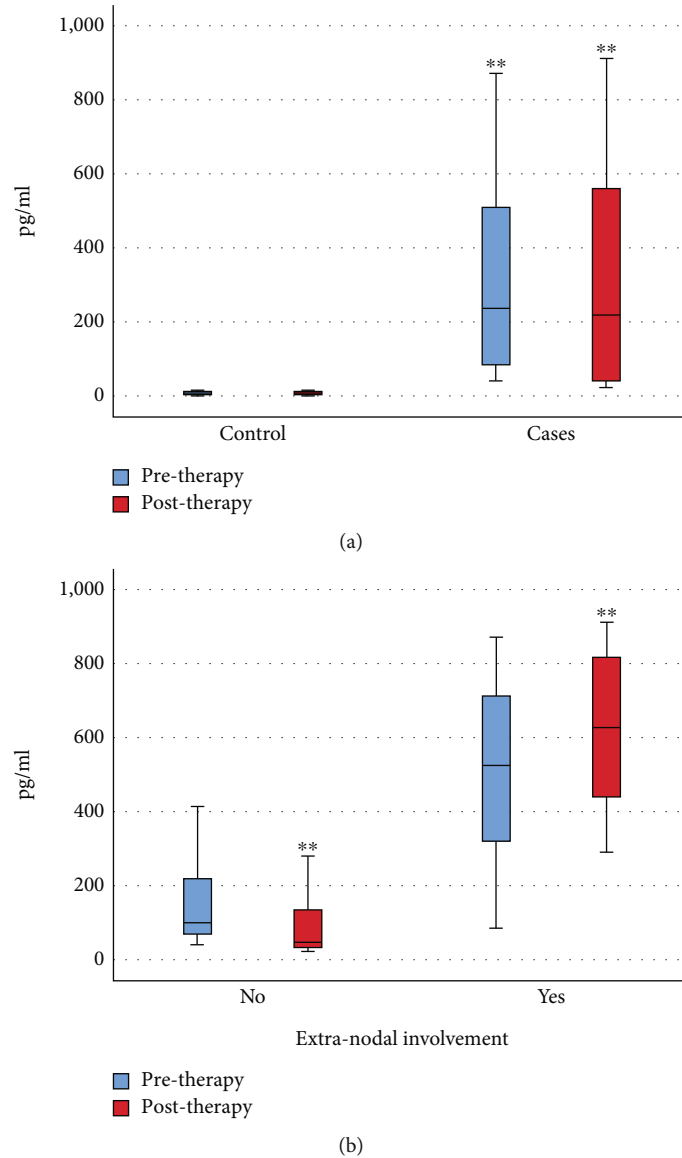 1,000
800
600
400
200
0
pg/ml
**
**
Control
Cases
Pre-therapy
Post-therapy
(a)
1,000
800
600
400
200
0
pg/ml
**
**
No
Yes
Extra-nodal involvement
Pre-therapy
Post-therapy
(b)